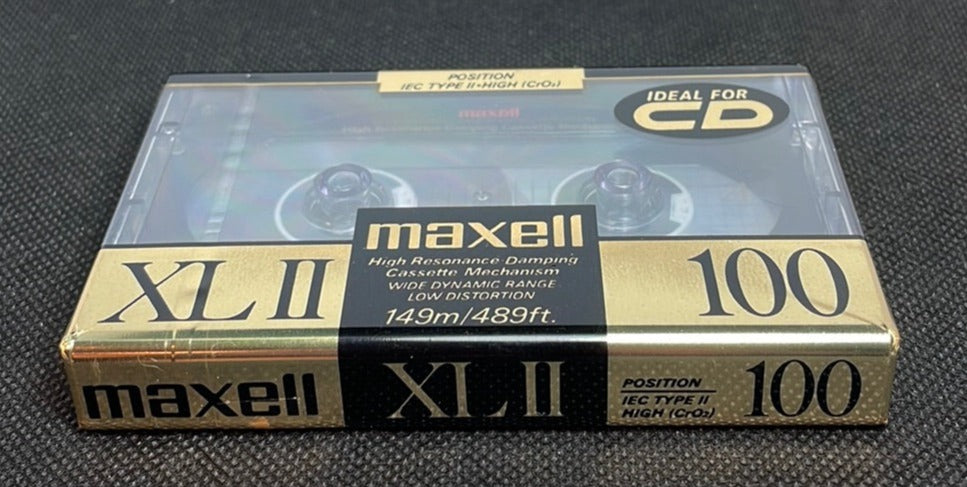 POSITION
IEC TYPE II•HIGH (CrO₂)
maxell
IDEAL FOR
CD
maxell
High Resonance Damping
Cassette Mechanism
WIDE DYNAMIC RANGE
LOW DISTORTION
149m/489ft.
XL II
100
maxell
XL II
POSITION
IEC TYPE II
HIGH (CrO₂)
100